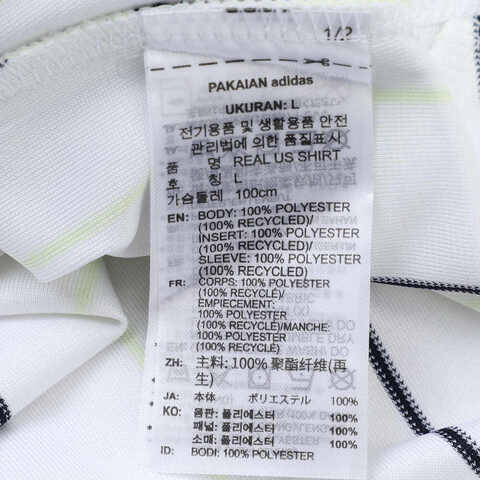 1/2
PAKAIAN adidas
UKURAN: L
전기용품 및 생활용품 안전
관리법에 의한 품질표시
품 명 REAL US SHIRT
호 칭 L
가슴둘레 100cm
EN: BODY: 100% POLYESTER
(100% RECYCLED)/
INSERT: 100% POLYESTER
(100% RECYCLED)/
SLEEVE: 100% POLYESTER
(100% RECYCLED)
FR: CORPS: 100% POLYESTER
(100% RECYCLÉ)/
EMPIECEMENT:
100% POLYESTER
(100% RECYCLÉ)/MANCHE:
100% POLYESTER
(100% RECYCLÉ)
ZH: 主料: 100% 聚酯纤维(再
生)
JA: 本体 ポリエステル 100%
KO: 몸판: 폴리에스터 100%
패널: 폴리에스터 100%
소매: 폴리에스터 100%
ID: BODI: 100% POLYESTER